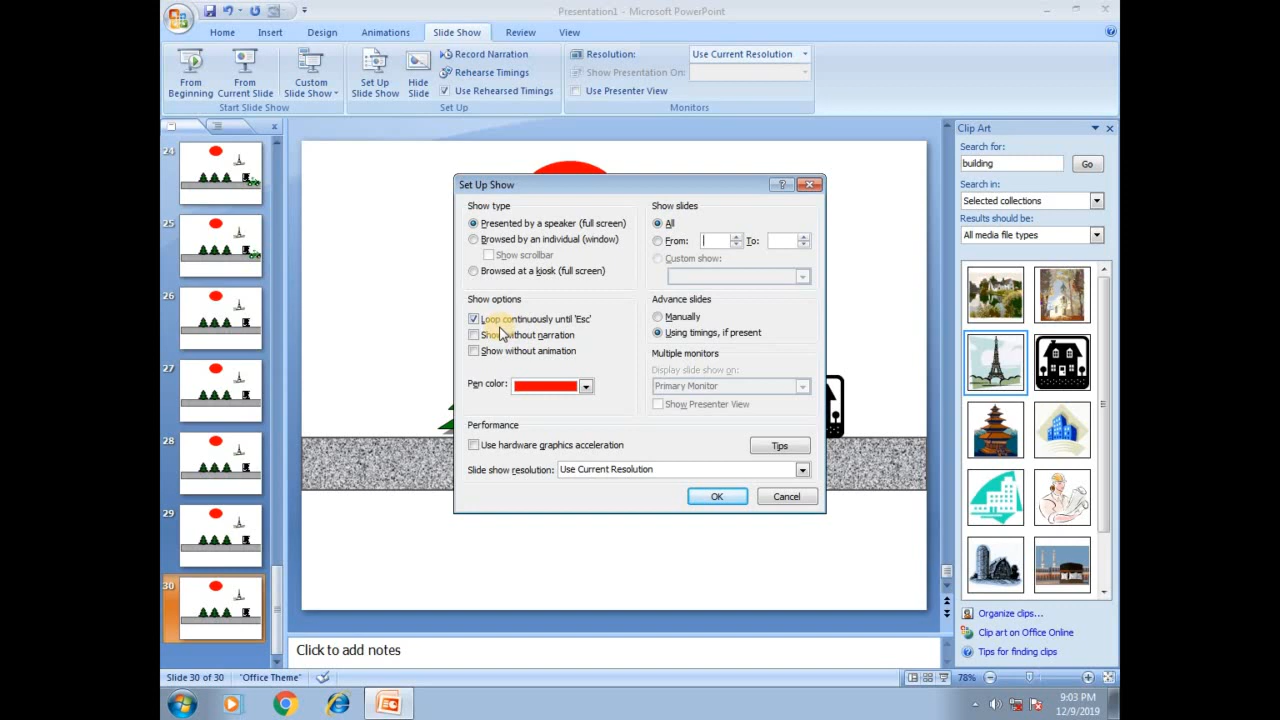 Presentation1 - Microsoft PowerPoint
Home Insert Design Animations Slide Show Review View
From Beginning
From Current Slide
Custom Slide Show
Start Slide Show
Set Up Slide Show
Hide Slide
Record Narration
Rehearse Timings
Use Rehearsed Timings
Set Up
Resolution: Use Current Resolution
Show Presentation On:
Use Presenter View
Monitors
24
25
26
27
28
29
30
Set Up Show
Show type
Presented by a speaker (full screen)
Browsed by an individual (window)
Show scrollbar
Browsed at a kiosk (full screen)
Show options
Loop continuously until 'Esc'
Show without narration
Show without animation
Pen color:
Show slides
All
From: To:
Custom show:
Advance slides
Manually
Using timings, if present
Multiple monitors
Display slide show on:
Primary Monitor
Show Presenter View
Performance
Use hardware graphics acceleration
Tips
Slide show resolution: Use Current Resolution
OK Cancel
Clip Art
Search for:
building Go
Search in:
Selected collections
Results should be:
All media file types
Organize clips...
Clip art on Office Online
Tips for finding clips
Click to add notes
Slide 30 of 30 "Office Theme" 78%
9:03 PM
12/9/2019